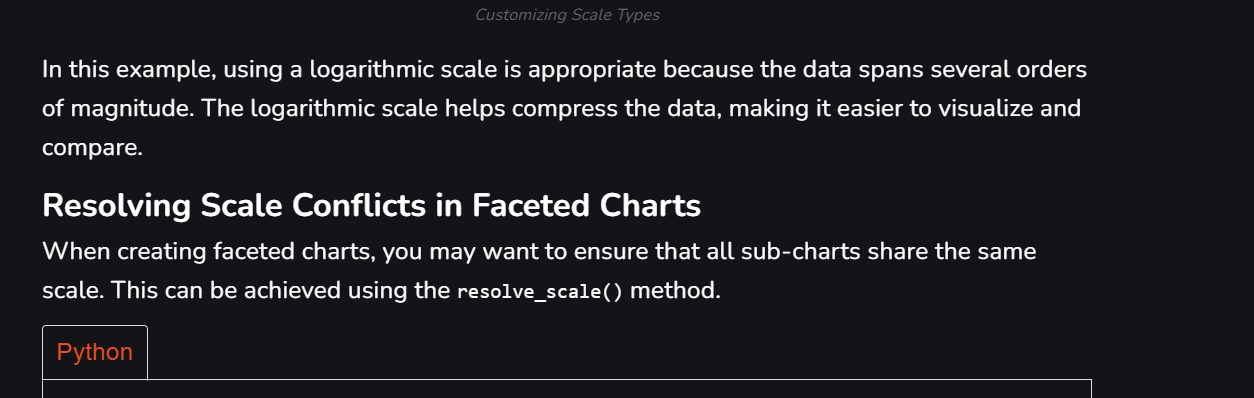 Customizing Scale Types
In this example, using a logarithmic scale is appropriate because the data spans several orders
of magnitude. The logarithmic scale helps compress the data, making it easier to visualize and
compare.
Resolving Scale Conflicts in Faceted Charts
When creating faceted charts, you may want to ensure that all sub-charts share the same
scale. This can be achieved using the resolve_scale() method.
Python